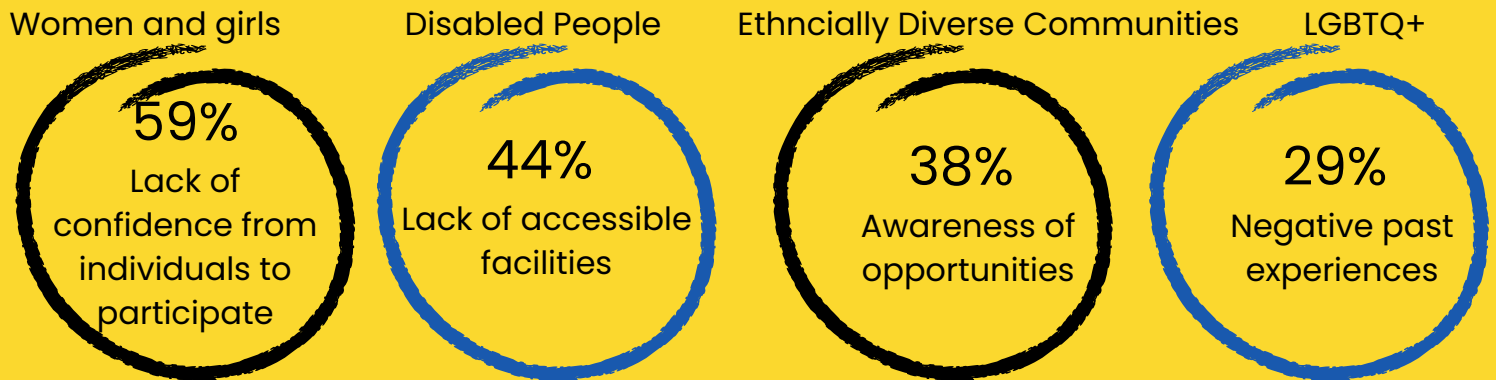 Women and girls
59%
Lack of
confidence from
individuals to
participate
Disabled People
44%
Lack of accessible
facilities
Ethncially Diverse Communities
38%
Awareness of
opportunities
LGBTQ+
29%
Negative past
experiences